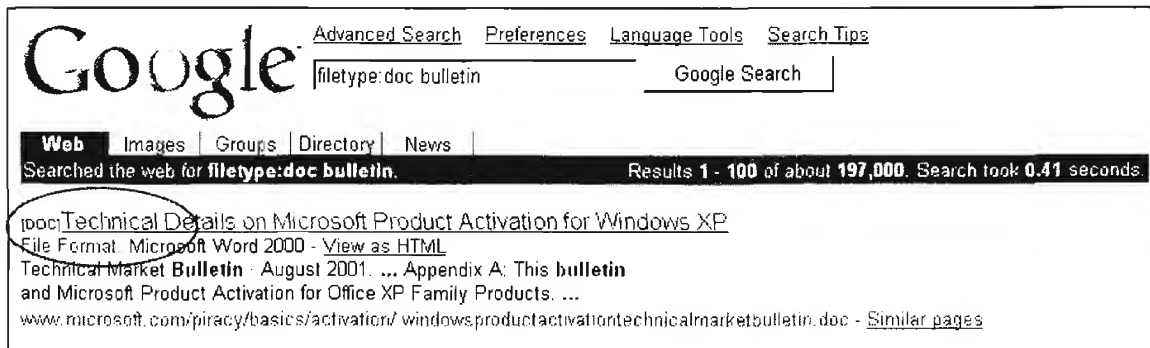 Google
Advanced Search Preferences Language Tools Search Tips
filetype:doc bulletin Google Search
Web Images Groups Directory News
Searched the web for filetype:doc bulletin. Results 1 - 100 of about 197,000. Search took 0.41 seconds.
[DOC]Technical Details on Microsoft Product Activation for Windows XP
File Format: Microsoft Word 2000 - View as HTML
Technical Market Bulletin · August 2001. ... Appendix A: This bulletin
and Microsoft Product Activation for Office XP Family Products. ...
www.microsoft.com/piracy/basics/activation/ windowsproductactivationtechnicalmarketbulletin.doc - Similar pages